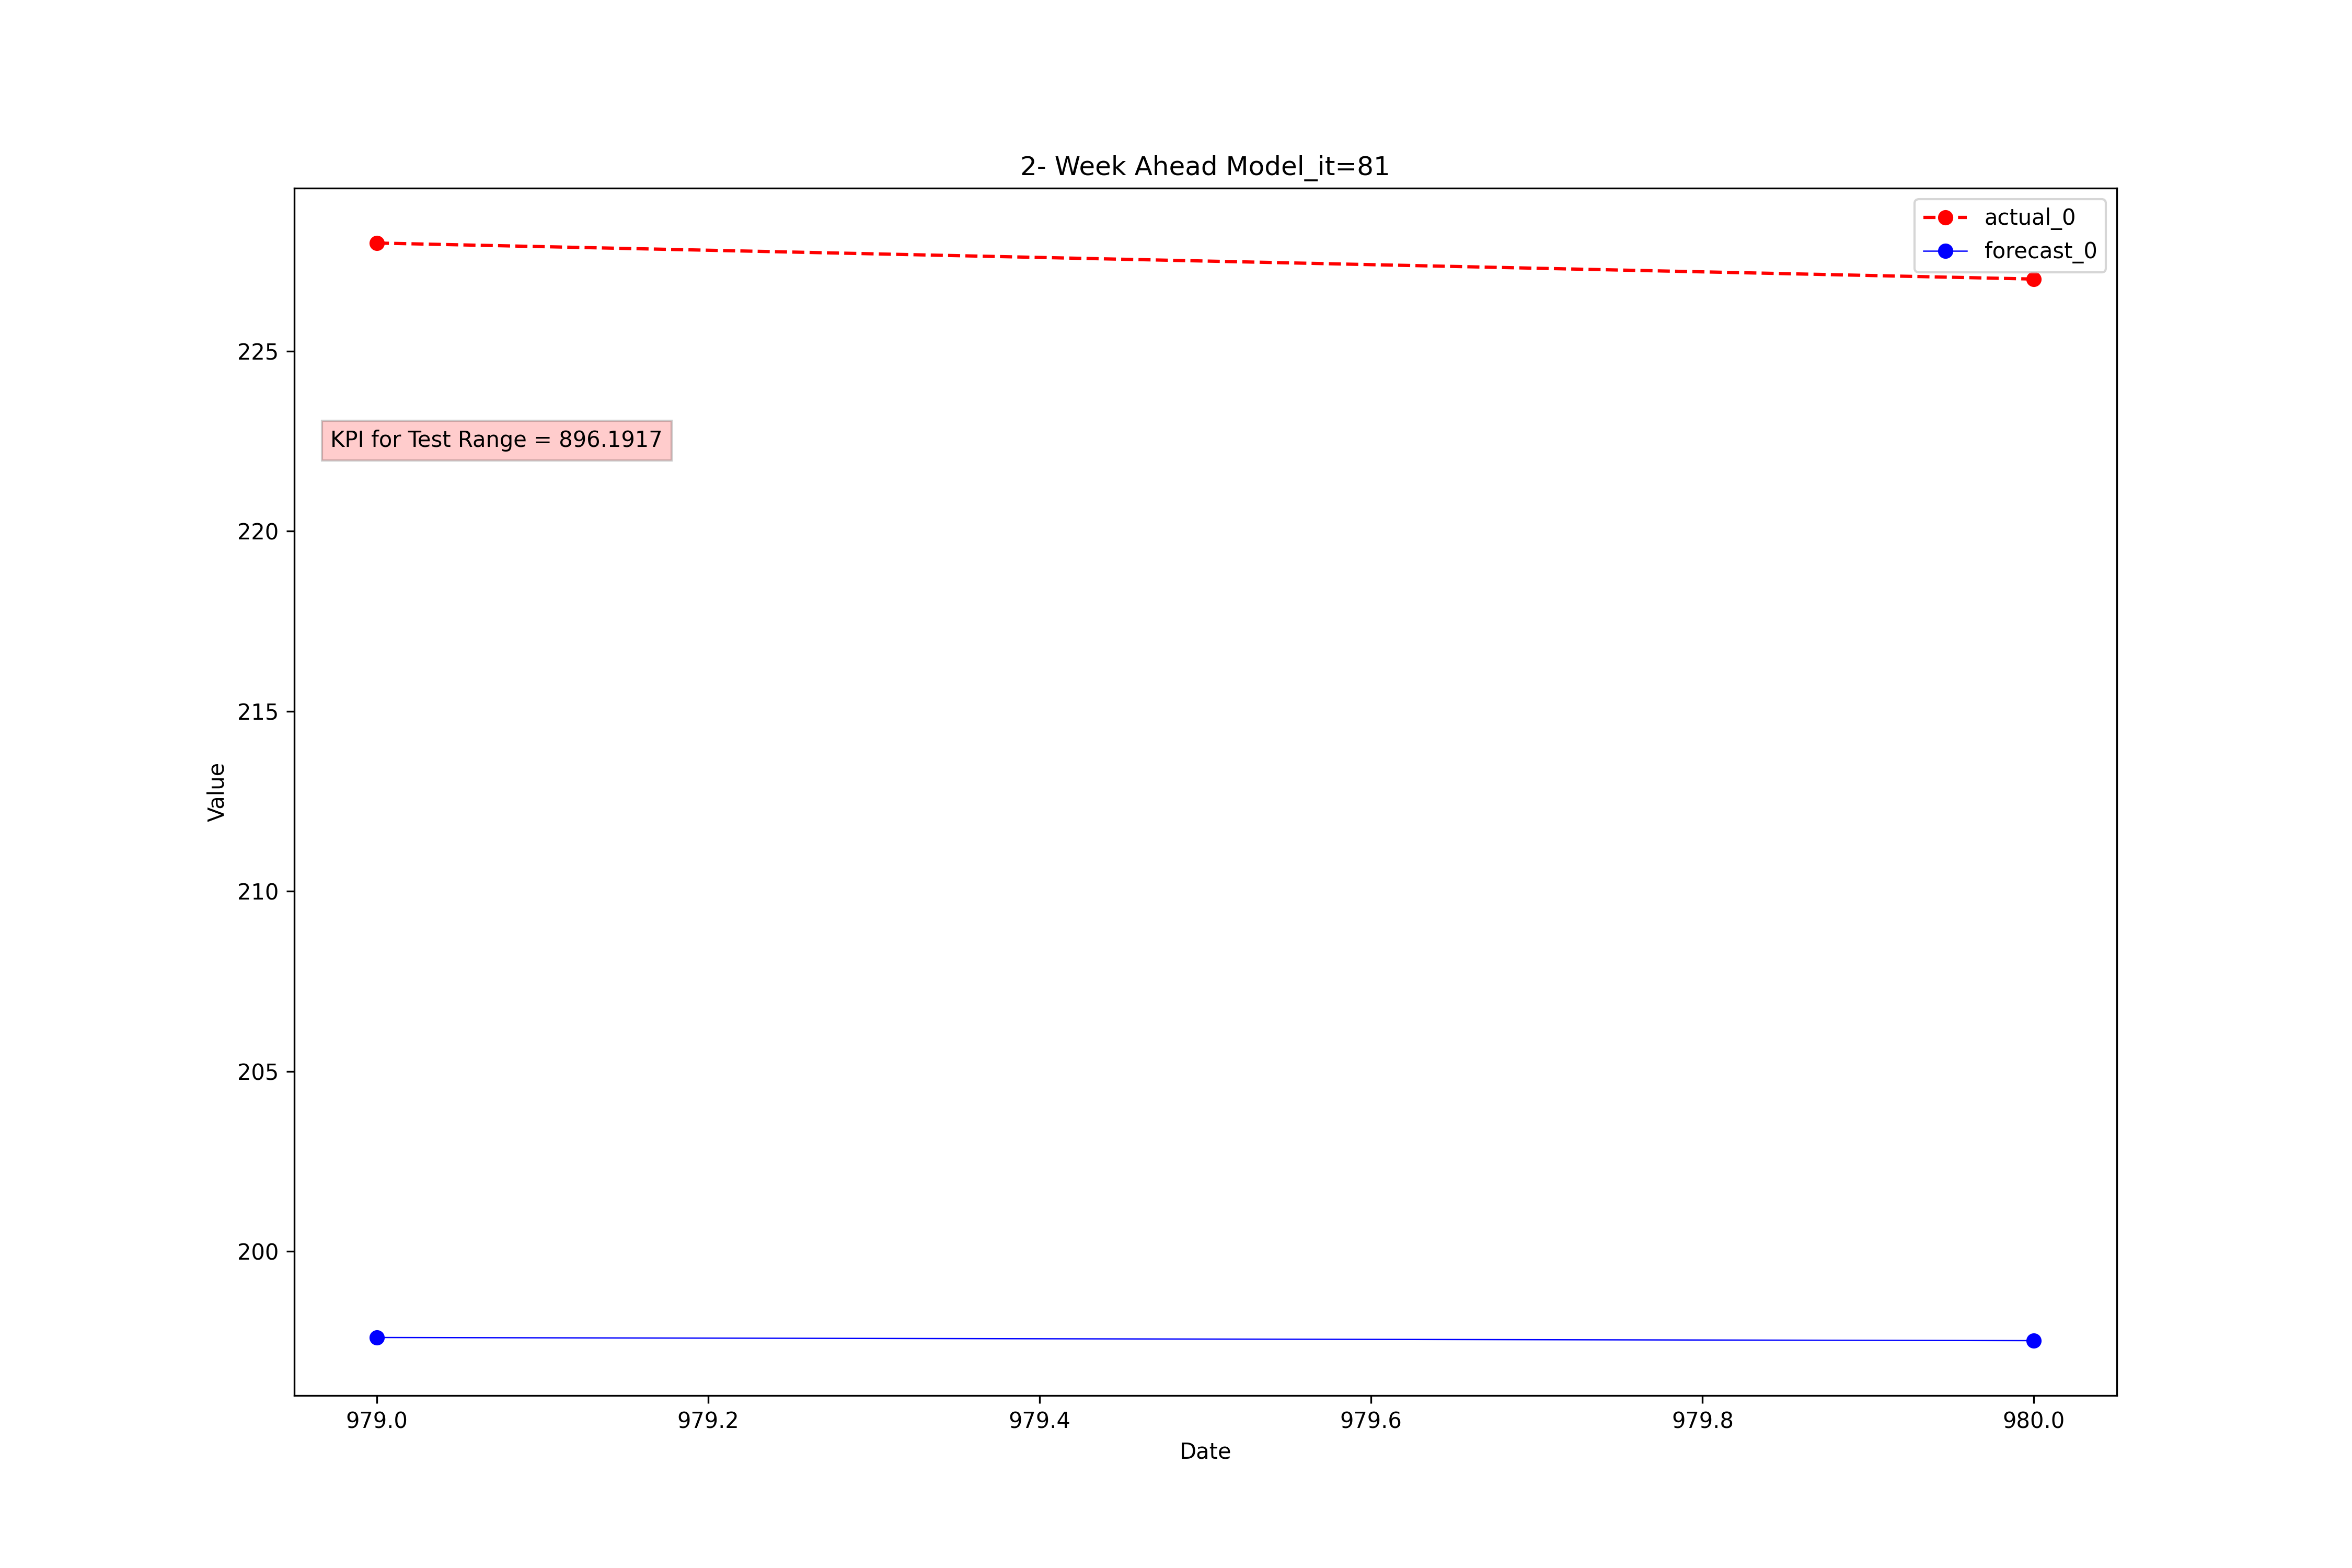 2- Week Ahead Model_it=81
actual_0
forecast_0
KPI for Test Range = 896.1917
Value
225
220
215
210
205
200
979.0 979.2 979.4 979.6 979.8 980.0
Date